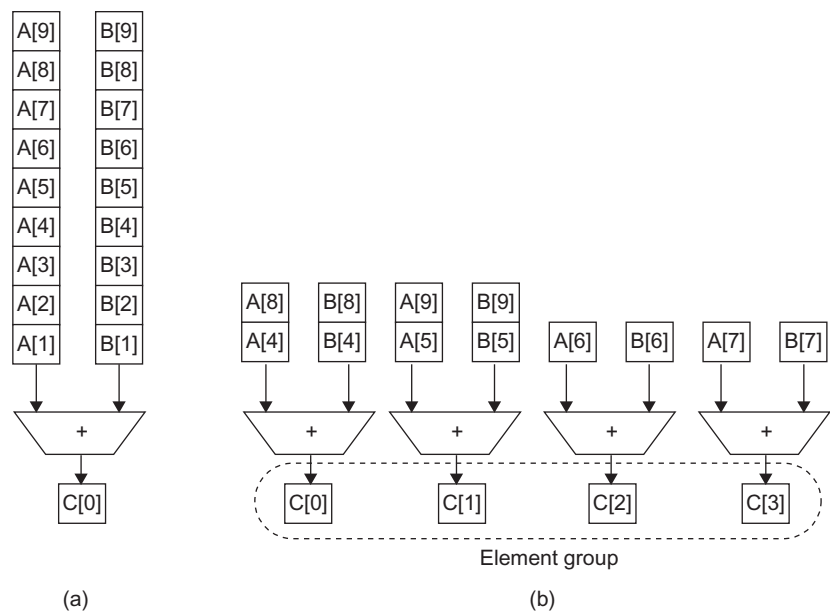 A[9] B[9]
A[8] B[8]
A[7] B[7]
A[6] B[6]
A[5] B[5]
A[4] B[4]
A[3] B[3]
A[2] B[2]
A[1] B[1]
+
C[0]
(a)
A[8] B[8] A[9] B[9]
A[4] B[4] A[5] B[5] A[6] B[6] A[7] B[7]
+ + + +
C[0] C[1] C[2] C[3]
Element group
(b)